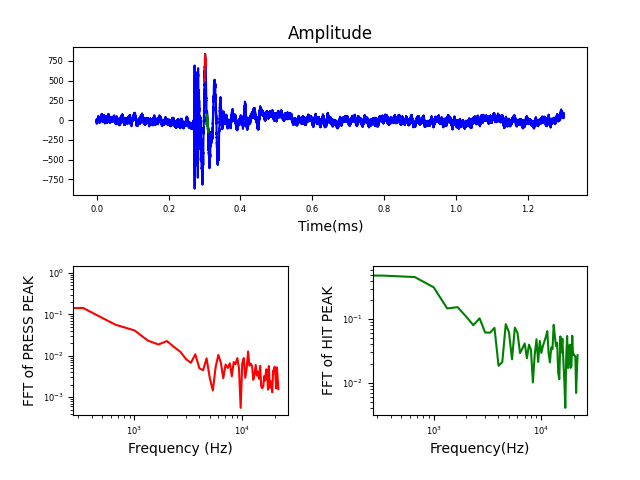 Amplitude
750
500
250
0
−250
−500
−750
0.0 0.2 0.4 0.6 0.8 1.0 1.2
Time(ms)
FFT of PRESS PEAK
10⁰
10⁻¹
10⁻²
10⁻³
10³ 10⁴
Frequency (Hz)
FFT of HIT PEAK
10⁻¹
10⁻²
10³ 10⁴
Frequency(Hz)